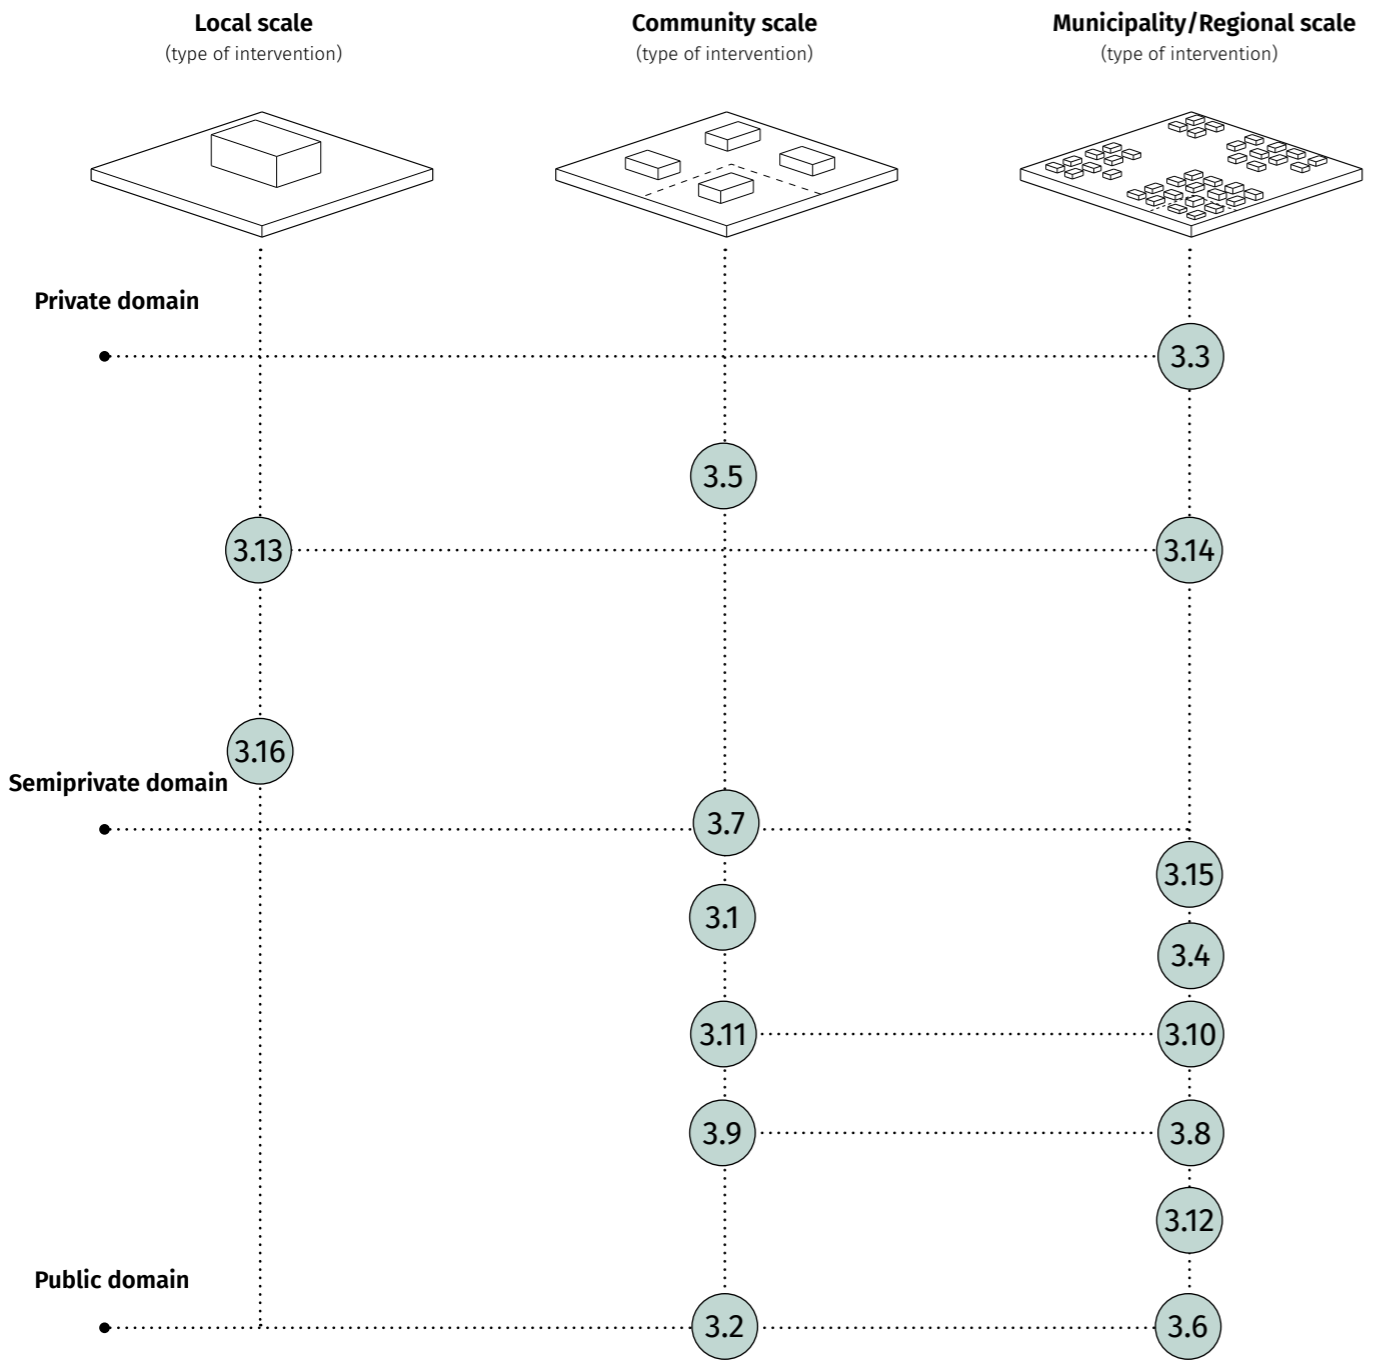 Local scale
(type of intervention)
Community scale
(type of intervention)
Municipality/Regional scale
(type of intervention)
Private domain
3.3
3.5
3.13
3.14
3.16
Semiprivate domain
3.7
3.15
3.1
3.4
3.11
3.10
3.9
3.8
3.12
Public domain
3.2
3.6